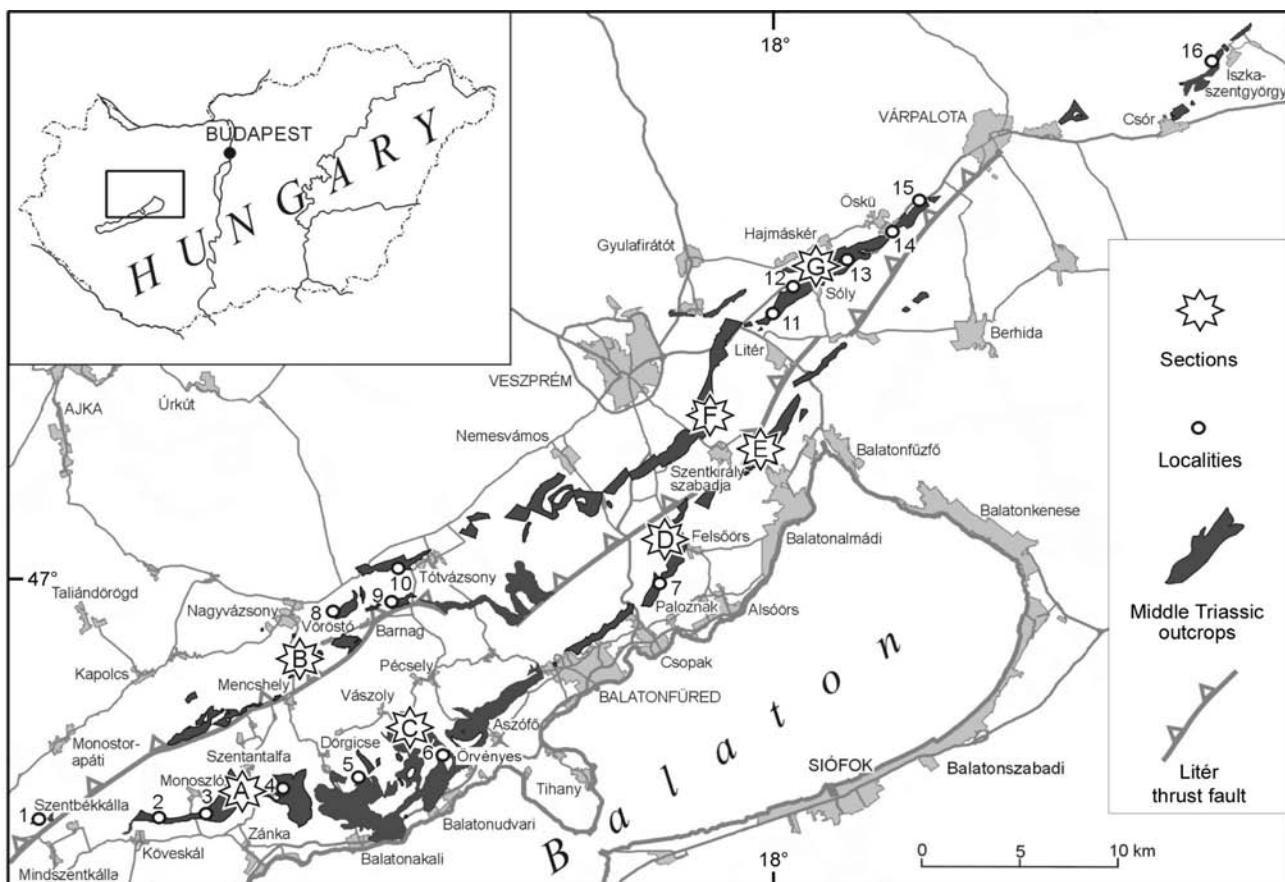 BUDAPEST
HUNGARY
18°
16
Iszka-
szentgyörgy
VÁRPALOTA
Csór
15
Öskü
14
Hajmáskér
Gyulafirátót
G
13
12
Sóly
11
Berhida
Litér
VESZPRÉM
AJKA
Úrkút
F
Nemesvámos
E
Szentkirály-
szabadja
Balatonfűzfő
Balatonkenese
D
Felsőörs
Balatonalmádi
47°
10
Tótvázsony
Taliándörögd
9
7
Nagyvázsony
8
Vöröstó
Barnag
Paloznak
Alsóörs
B
Csopak
Kapolcs
Pécsely
Mencshely
Vászoly
BALATONFÜRED
C
Aszófő
Monostor-
apáti
Dörgicse
Szentantalfa
6
Örvényes
5
SIÓFOK
Balatonszabadi
Monoszló
A
4
Tihany
1
Szentbékkálla
2
3
Zánka
Balatonudvari
Köveskál
Balatonakali
Mindszentkálla
Balaton
18°
0 5 10 km
Sections
Localities
Middle Triassic
outcrops
Litér
thrust fault